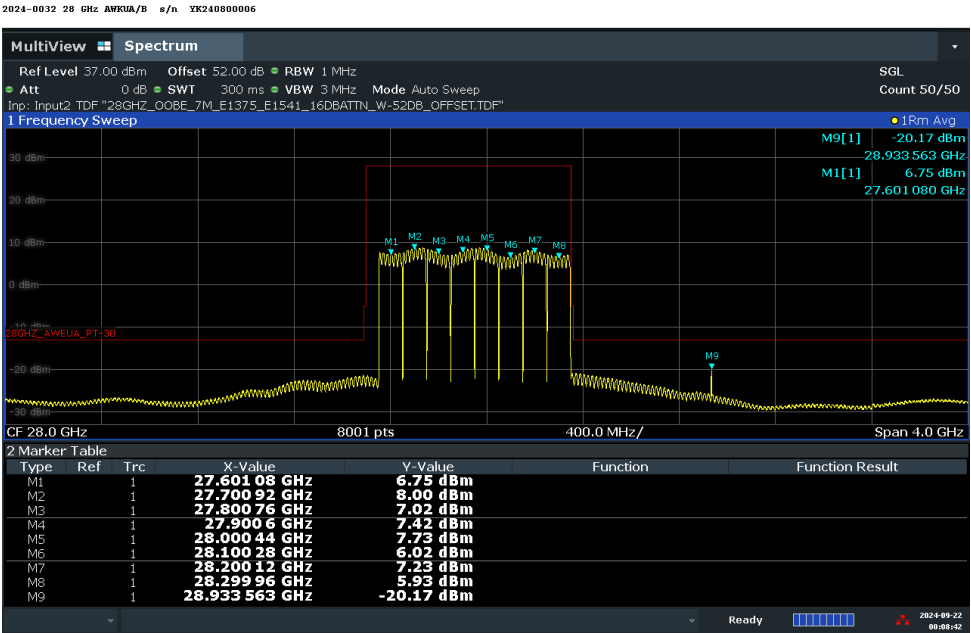 2024-0032 28 GHz AWKUA/B s/n YK240800006
MultiView Spectrum
Ref Level 37.00 dBm Offset 52.00 dB RBW 1 MHz SGL
Att 0 dB SWT 300 ms VBW 3 MHz Mode Auto Sweep Count 50/50
Inp: Input2 TDF "28GHZ_OOBE_7M_E1375_E1541_16DBATTN_W-52DB_OFFSET.TDF"
1 Frequency Sweep 1Rm Avg
M9[1] -20.17 dBm
28.933 563 GHz
M1[1] 6.75 dBm
27.601 080 GHz
30 dBm
20 dBm
10 dBm
M1 M2 M3 M4 M5 M6 M7 M8
0 dBm
-10 dBm
28GHZ_AWEUA_PT-30
M9
-20 dBm
-30 dBm
CF 28.0 GHz 8001 pts 400.0 MHz/ Span 4.0 GHz
2 Marker Table
Type Ref Trc X-Value Y-Value Function Function Result
M1 1 27.601 08 GHz 6.75 dBm
M2 1 27.700 92 GHz 8.00 dBm
M3 1 27.800 76 GHz 7.02 dBm
M4 1 27.900 6 GHz 7.42 dBm
M5 1 28.000 44 GHz 7.73 dBm
M6 1 28.100 28 GHz 6.02 dBm
M7 1 28.200 12 GHz 7.23 dBm
M8 1 28.299 96 GHz 5.93 dBm
M9 1 28.933 563 GHz -20.17 dBm
Ready 2024-09-22
00:08:42